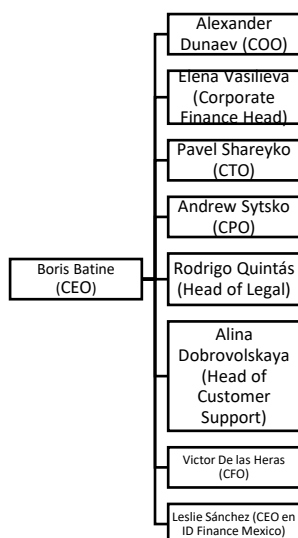 Alexander
Dunaev (COO)
Elena Vasilieva
(Corporate
Finance Head)
Pavel Shareyko
(CTO)
Andrew Sytsko
(CPO)
Boris Batine
(CEO)
Rodrigo Quintás
(Head of Legal)
Alina
Dobrovolskaya
(Head of
Customer
Support)
Victor De las Heras
(CFO)
Leslie Sánchez (CEO en
ID Finance Mexico)